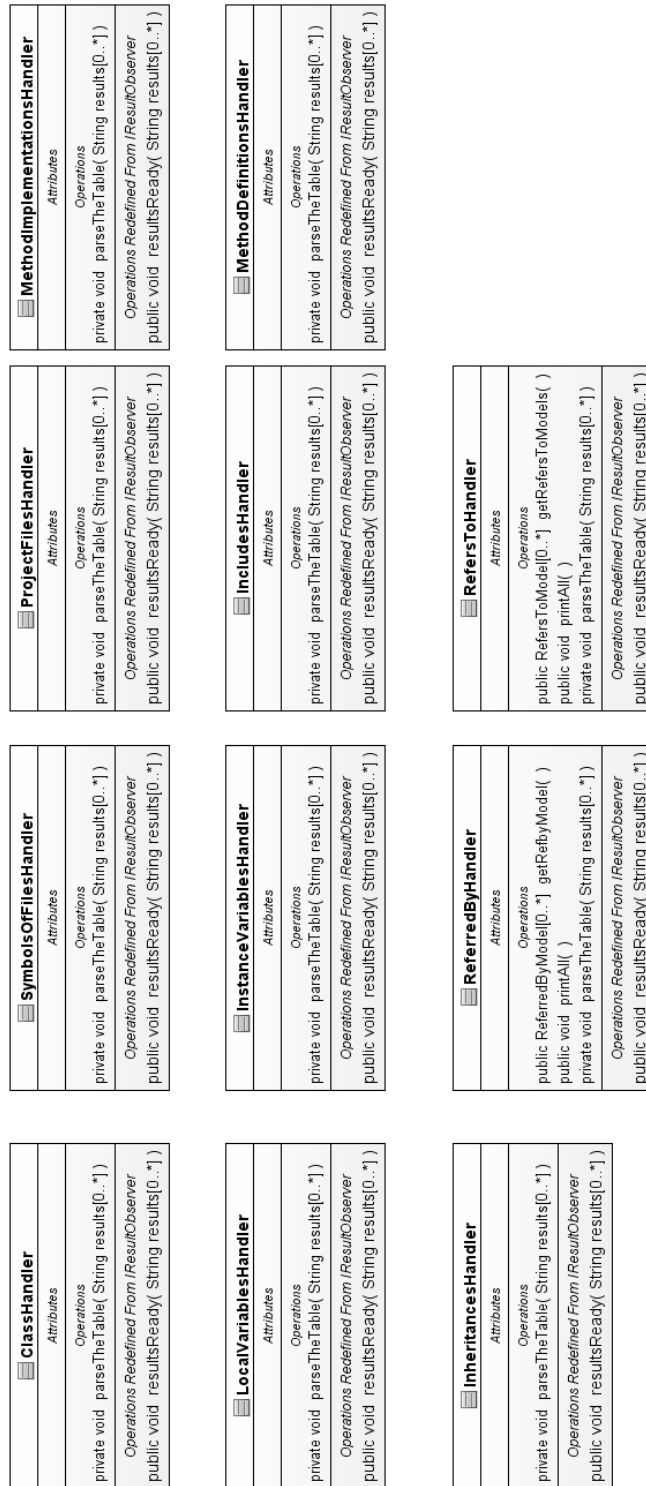 ClassHandler
Attributes
Operations
private void parseTheTable( String results[0..*] )
Operations Redefined From IResultObserver
public void resultsReady( String results[0..*] )
SymbolsOfFilesHandler
Attributes
Operations
private void parseTheTable( String results[0..*] )
Operations Redefined From IResultObserver
public void resultsReady( String results[0..*] )
ProjectFilesHandler
Attributes
Operations
private void parseTheTable( String results[0..*] )
Operations Redefined From IResultObserver
public void resultsReady( String results[0..*] )
MethodImplementationsHandler
Attributes
Operations
private void parseTheTable( String results[0..*] )
Operations Redefined From IResultObserver
public void resultsReady( String results[0..*] )
LocalVariablesHandler
Attributes
Operations
private void parseTheTable( String results[0..*] )
Operations Redefined From IResultObserver
public void resultsReady( String results[0..*] )
InstanceVariablesHandler
Attributes
Operations
private void parseTheTable( String results[0..*] )
Operations Redefined From IResultObserver
public void resultsReady( String results[0..*] )
IncludesHandler
Attributes
Operations
private void parseTheTable( String results[0..*] )
Operations Redefined From IResultObserver
public void resultsReady( String results[0..*] )
MethodDefinitionsHandler
Attributes
Operations
private void parseTheTable( String results[0..*] )
Operations Redefined From IResultObserver
public void resultsReady( String results[0..*] )
InheritancesHandler
Attributes
Operations
private void parseTheTable( String results[0..*] )
Operations Redefined From IResultObserver
public void resultsReady( String results[0..*] )
ReferredByHandler
Attributes
Operations
public ReferredByModel[0..*] getRefbyModel( )
public void printAll( )
private void parseTheTable( String results[0..*] )
Operations Redefined From IResultObserver
public void resultsReady( String results[0..*] )
RefersToHandler
Attributes
Operations
public RefersToModel[0..*] getRefersToModels( )
public void printAll( )
private void parseTheTable( String results[0..*] )
Operations Redefined From IResultObserver
public void resultsReady( String results[0..*] )